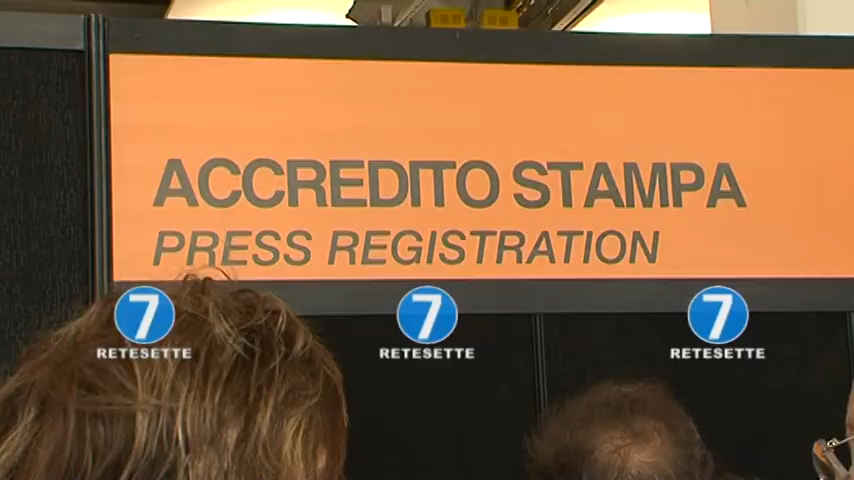 ACCREDITO STAMPA
PRESS REGISTRATION
7 7 7
RETESETTE RETESETTE RETESETTE